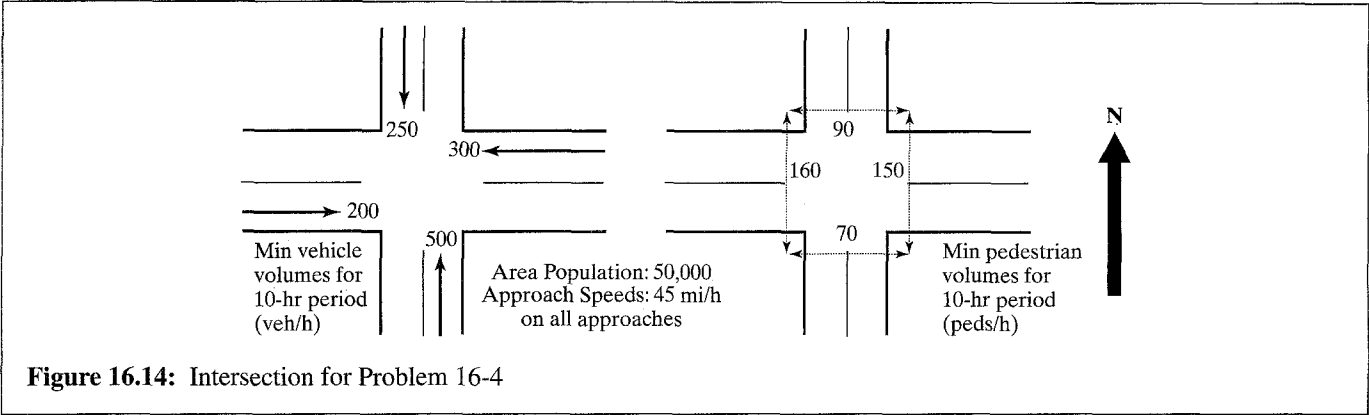 250
300
200
500
Min vehicle
volumes for
10-hr period
(veh/h)
Area Population: 50,000
Approach Speeds: 45 mi/h
on all approaches
90
160
150
70
Min pedestrian
volumes for
10-hr period
(peds/h)
N
Figure 16.14: Intersection for Problem 16-4